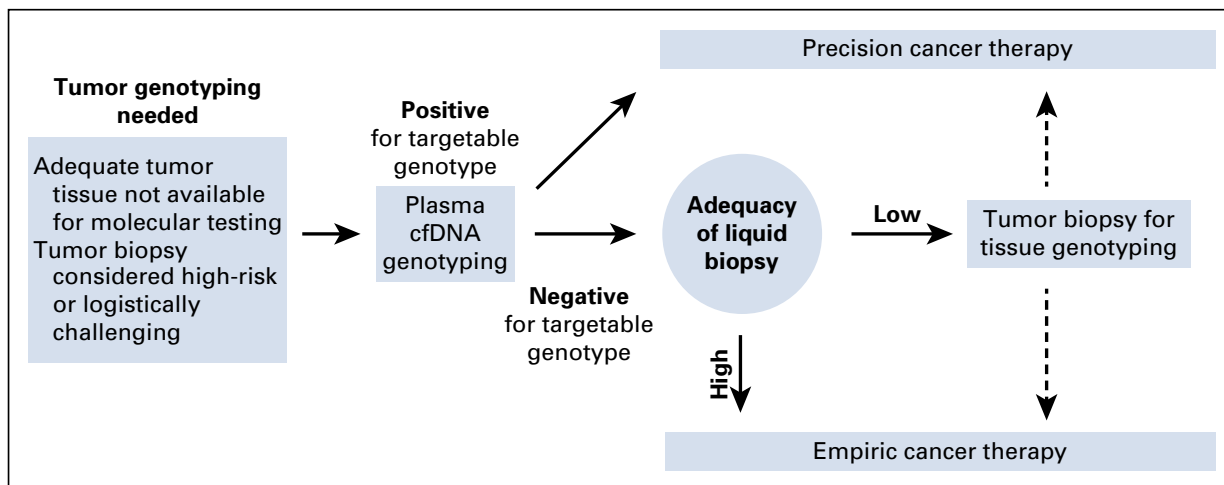 Tumor genotyping
needed
Adequate tumor
tissue not available
for molecular testing
Tumor biopsy
considered high-risk
or logistically
challenging
Positive
for targetable
genotype
Plasma
cfDNA
genotyping
Negative
for targetable
genotype
Precision cancer therapy
Adequacy
of liquid
biopsy
Low
High
Tumor biopsy for
tissue genotyping
Empiric cancer therapy